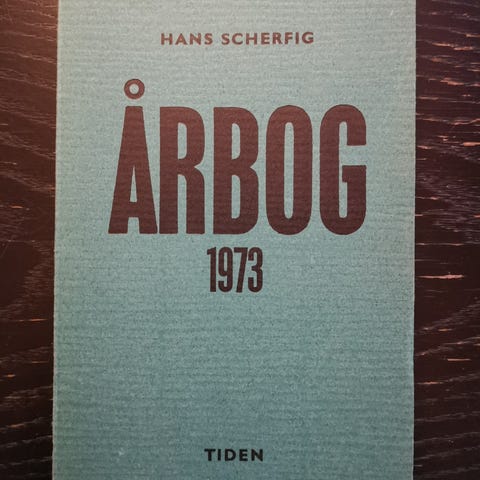 HANS SCHERFIG
ÅRBOG
1973
TIDEN